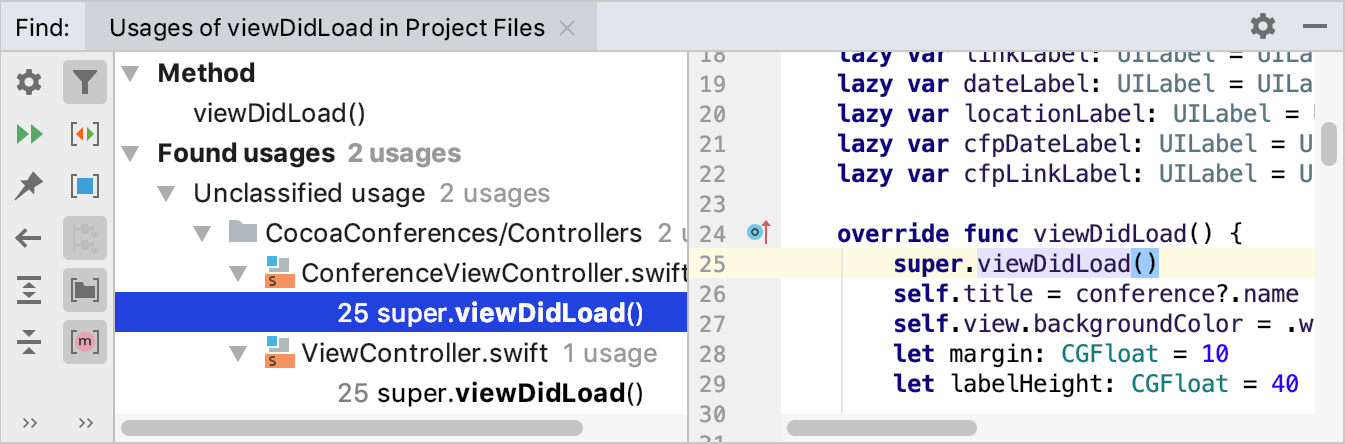 Find: Usages of viewDidLoad in Project Files
Method
viewDidLoad()
Found usages 2 usages
Unclassified usage 2 usages
CocoaConferences/Controllers 2 u
ConferenceViewController.swift
25 super.viewDidLoad()
ViewController.swift 1 usage
25 super.viewDidLoad()
18 lazy var linkLabel: UILabel = UILa
19 lazy var dateLabel: UILabel = UILa
20 lazy var locationLabel: UILabel =
21 lazy var cfpDateLabel: UILabel = U
22 lazy var cfpLinkLabel: UILabel = U
23
24 override func viewDidLoad() {
25 super.viewDidLoad()
26 self.title = conference?.name
27 self.view.backgroundColor = .w
28 let margin: CGFloat = 10
29 let labelHeight: CGFloat = 40
30